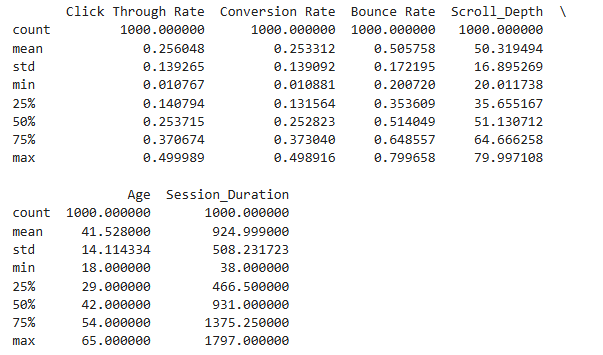 Click Through Rate  Conversion Rate  Bounce Rate  Scroll_Depth  \
count         1000.000000      1000.000000  1000.000000   1000.000000
mean             0.256048         0.253312     0.505758     50.319494
std              0.139265         0.139092     0.172195     16.895269
min              0.010767         0.010881     0.200720     20.011738
25%              0.140794         0.131564     0.353609     35.655167
50%              0.253715         0.252823     0.514049     51.130712
75%              0.370674         0.373040     0.648557     64.666258
max              0.499989         0.498916     0.799658     79.997108
Age  Session_Duration
count  1000.000000       1000.000000
mean     41.528000        924.999000
std      14.114334        508.231723
min      18.000000         38.000000
25%      29.000000        466.500000
50%      42.000000        931.000000
75%      54.000000       1375.250000
max      65.000000       1797.000000